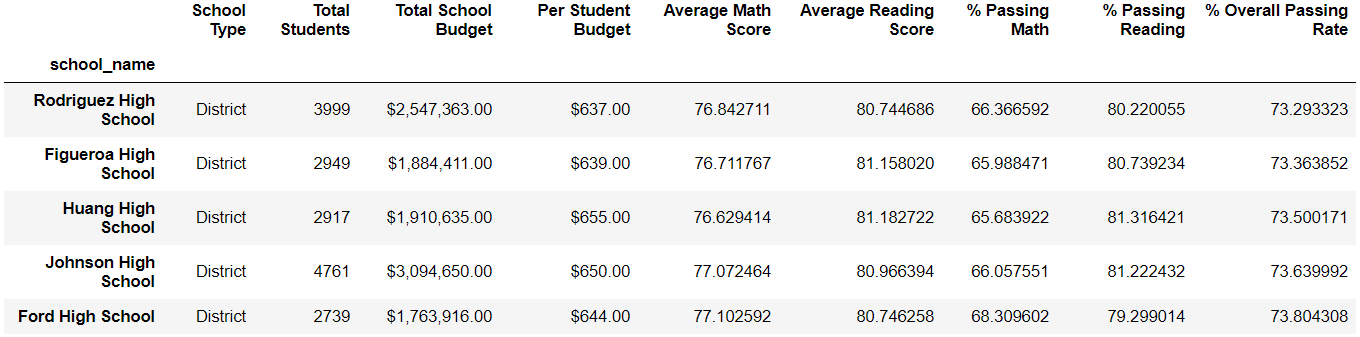 School Type Total Students Total School Budget Per Student Budget Average Math Score Average Reading Score % Passing Math % Passing Reading % Overall Passing Rate
school_name
Rodriguez High School District 3999 $2,547,363.00 $637.00 76.842711 80.744686 66.366592 80.220055 73.293323
Figueroa High School District 2949 $1,884,411.00 $639.00 76.711767 81.158020 65.988471 80.739234 73.363852
Huang High School District 2917 $1,910,635.00 $655.00 76.629414 81.182722 65.683922 81.316421 73.500171
Johnson High School District 4761 $3,094,650.00 $650.00 77.072464 80.966394 66.057551 81.222432 73.639992
Ford High School District 2739 $1,763,916.00 $644.00 77.102592 80.746258 68.309602 79.299014 73.804308